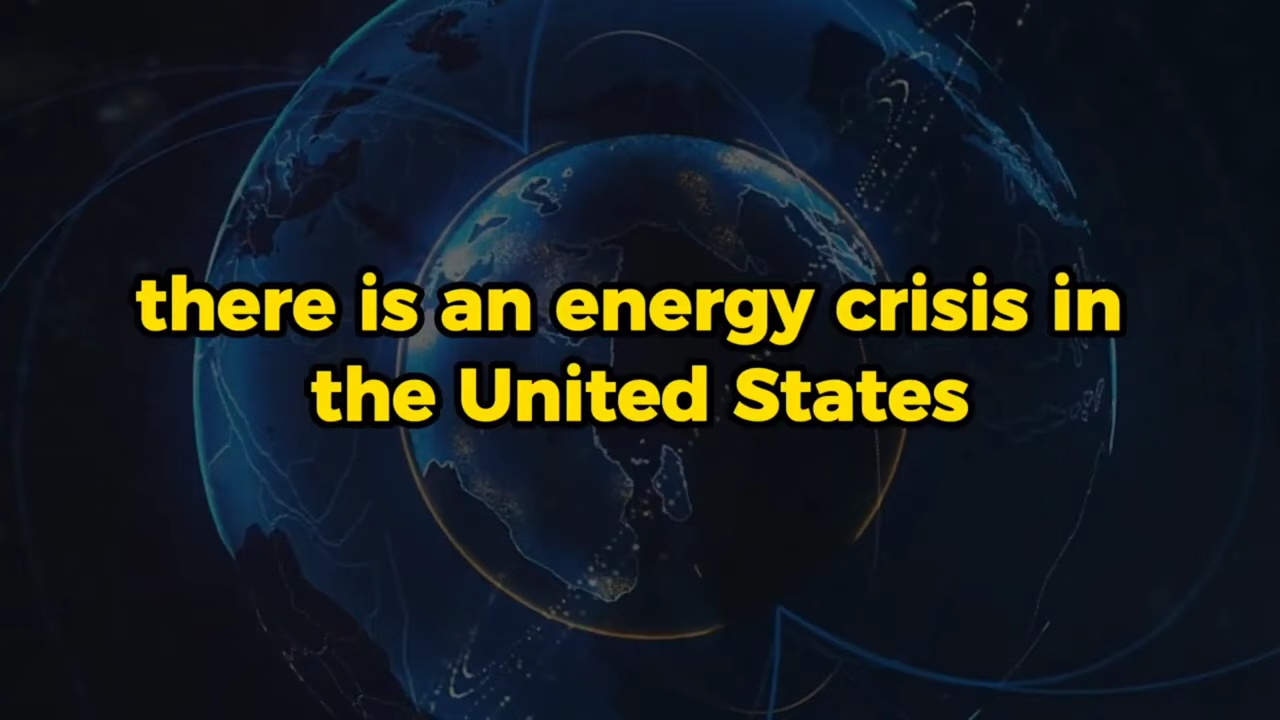 there is an energy crisis in
the United States